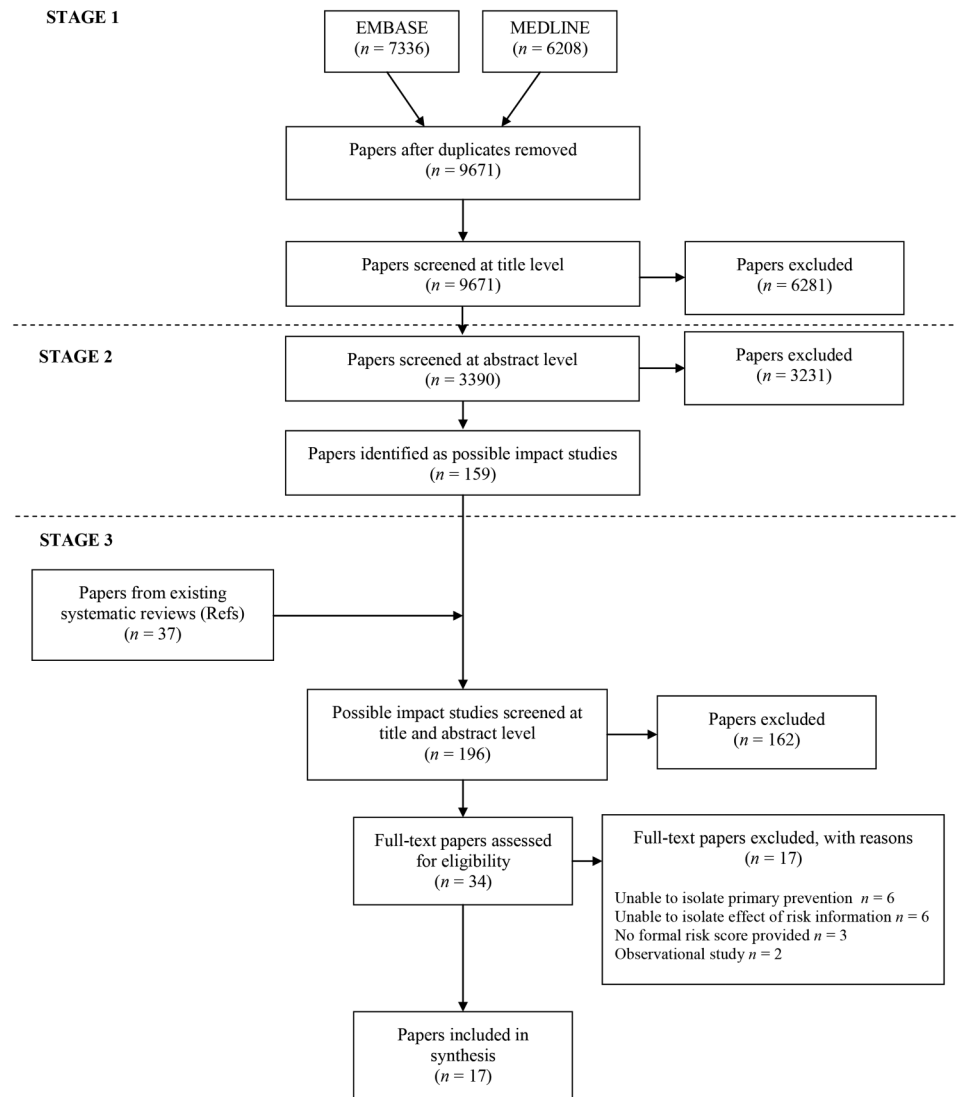 STAGE 1
EMBASE
(n = 7336)
MEDLINE
(n = 6208)
Papers after duplicates removed
(n = 9671)
Papers screened at title level
(n = 9671)
Papers excluded
(n = 6281)
STAGE 2
Papers screened at abstract level
(n = 3390)
Papers excluded
(n = 3231)
Papers identified as possible impact studies
(n = 159)
STAGE 3
Papers from existing
systematic reviews (Refs)
(n = 37)
Possible impact studies screened at
title and abstract level
(n = 196)
Papers excluded
(n = 162)
Full-text papers assessed
for eligibility
(n = 34)
Full-text papers excluded, with reasons
(n = 17)
Unable to isolate primary prevention n = 6
Unable to isolate effect of risk information n = 6
No formal risk score provided n = 3
Observational study n = 2
Papers included in
synthesis
(n = 17)